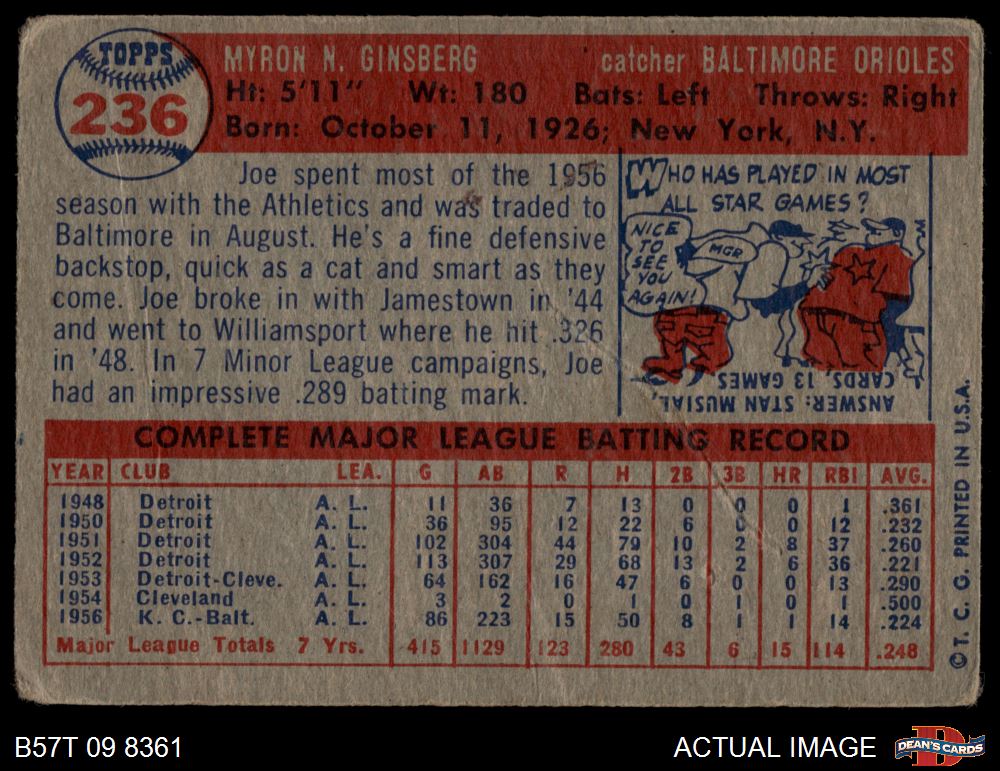 TOPPS
236
MYRON N. GINSBERG catcher BALTIMORE ORIOLES
Ht: 5'11" Wt: 180 Bats: Left Throws: Right
Born: October 11, 1926; New York, N.Y.
Joe spent most of the 1956
season with the Athletics and was traded to
Baltimore in August. He's a fine defensive
backstop, quick as a cat and smart as they
come. Joe broke in with Jamestown in '44
and went to Williamsport where he hit .326
in '48. In 7 Minor League campaigns, Joe
had an impressive .289 batting mark.
WHO HAS PLAYED IN MOST
ALL STAR GAMES?
NICE
TO
SEE
YOU
AGAIN!
MGR
ANSWER: STAN MUSIAL,
CARDS, 13 GAMES
COMPLETE MAJOR LEAGUE BATTING RECORD
YEAR CLUB LEA. G AB R H 2B 3B HR RBI AVG.
1948 Detroit A. L. 11 36 7 13 0 0 0 1 .361
1950 Detroit A. L. 36 95 12 22 6 0 0 12 .232
1951 Detroit A. L. 102 304 44 79 10 2 8 37 .260
1952 Detroit A. L. 113 307 29 68 13 2 6 36 .221
1953 Detroit-Cleve. A. L. 64 162 16 47 6 0 0 13 .290
1954 Cleveland A. L. 3 2 0 1 0 1 0 1 .500
1956 K. C.-Balt. A. L. 86 223 15 50 8 1 1 14 .224
Major League Totals 7 Yrs. 415 1129 123 280 43 6 15 114 .248
© T. C. G. PRINTED IN U.S.A.
B57T 09 8361 ACTUAL IMAGE DEAN'S CARDS